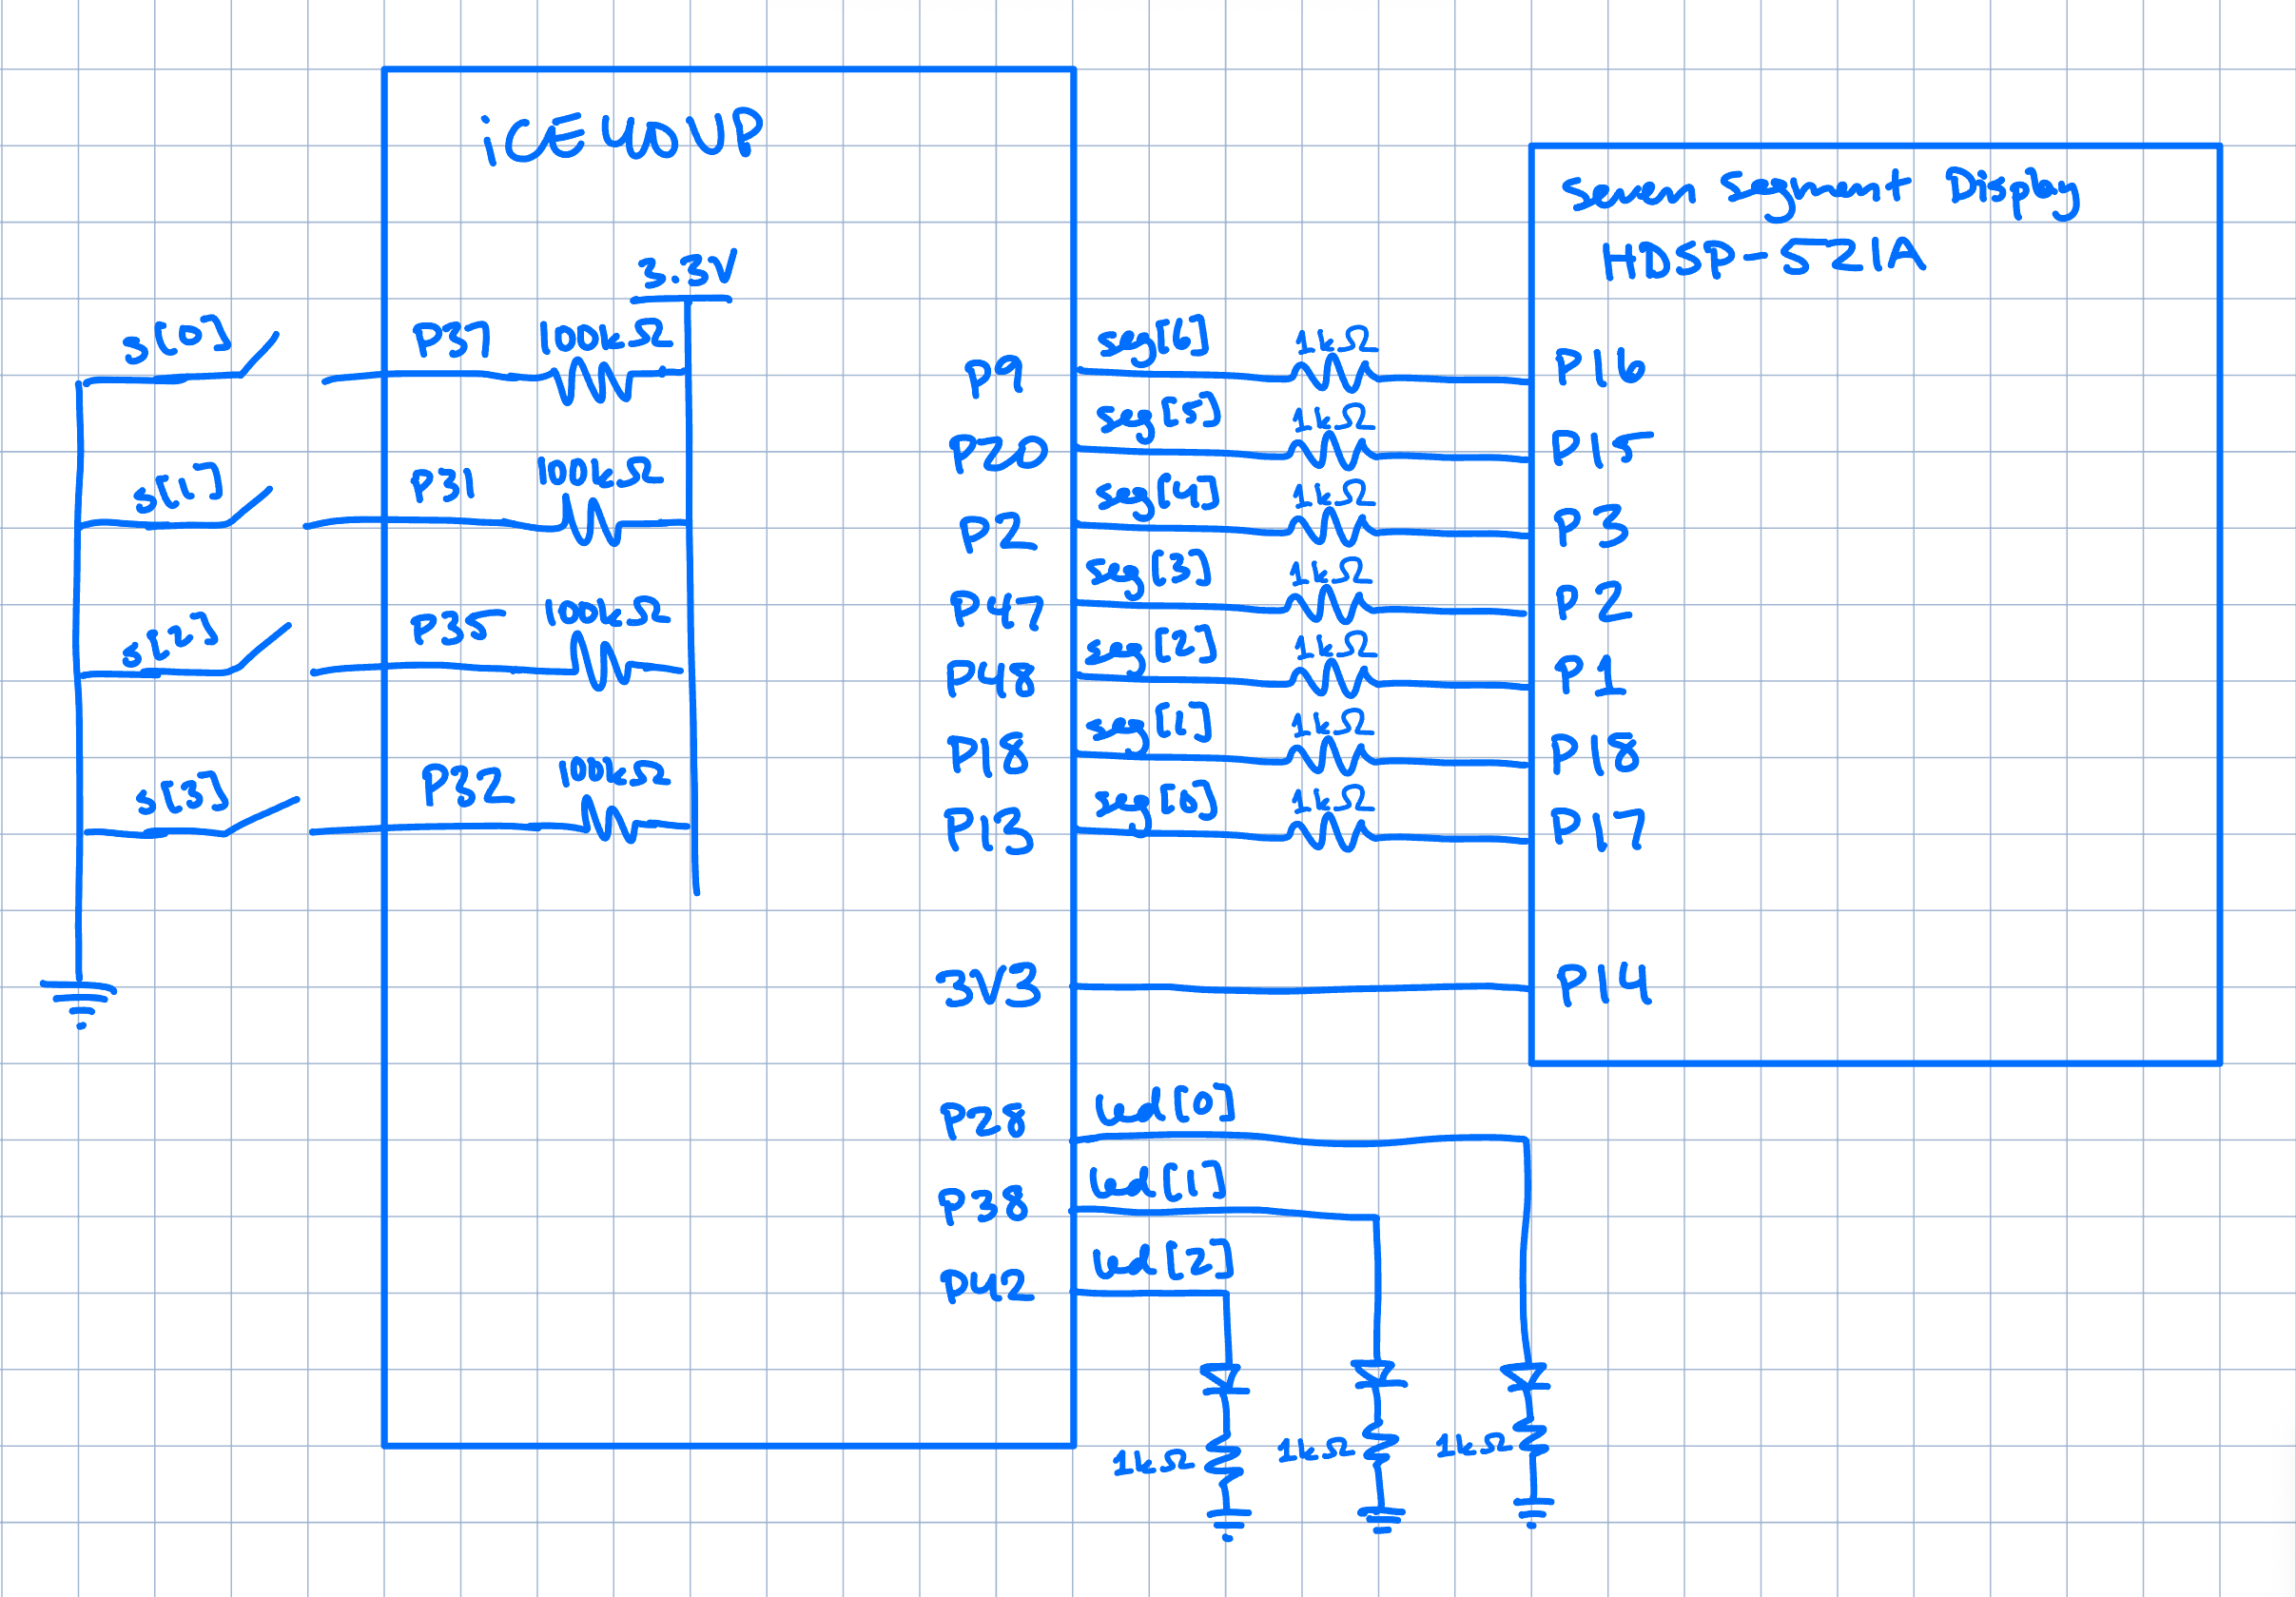 iCE40UP
3.3V
s[0]
P37
100kΩ
s[1]
P31
100kΩ
s[2]
P35
100kΩ
s[3]
P32
100kΩ
P9
seg[6]
1kΩ
P16
P20
seg[5]
1kΩ
P15
P2
seg[4]
1kΩ
P3
P47
seg[3]
1kΩ
P2
P48
seg[2]
1kΩ
P1
P18
seg[1]
1kΩ
P18
P13
seg[0]
1kΩ
P17
3V3
P14
Seven Segment Display
HDSP-521A
P28
led[0]
P38
led[1]
P42
led[2]
1kΩ
1kΩ
1kΩ